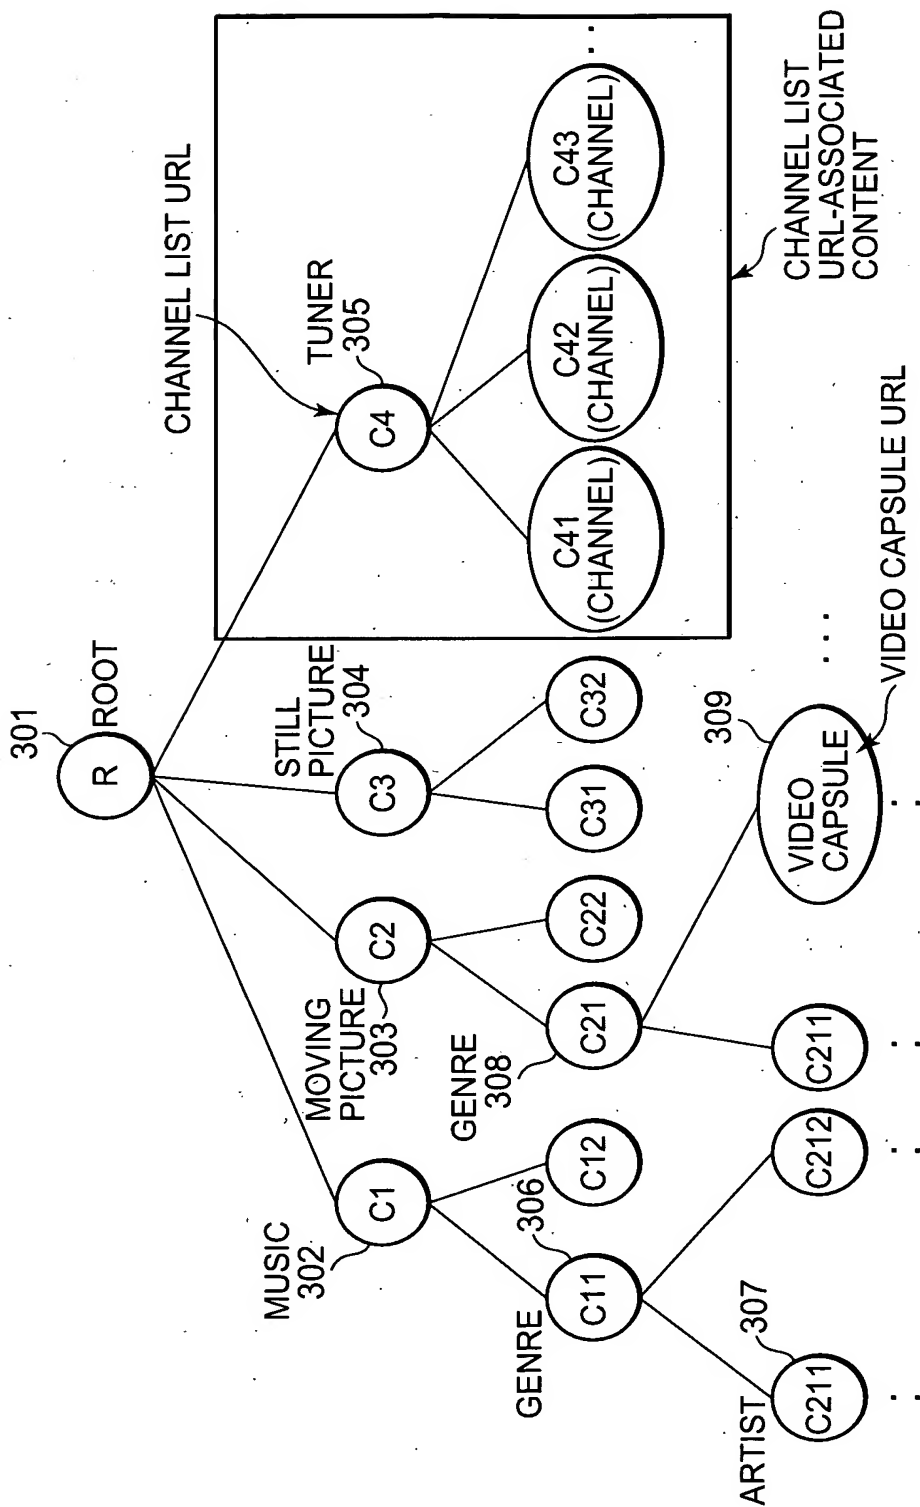 301
R
ROOT
CHANNEL LIST URL
MUSIC
302
C1
MOVING
PICTURE
303
C2
STILL
PICTURE
304
C3
TUNER
305
C4
GENRE
306
C11
C12
GENRE
308
C21
C22
C31
C32
C41
(CHANNEL)
C42
(CHANNEL)
C43
(CHANNEL)
. .
ARTIST
307
C211
C212
C211
309
VIDEO
CAPSULE
. . .
VIDEO CAPSULE URL
CHANNEL LIST
URL-ASSOCIATED
CONTENT